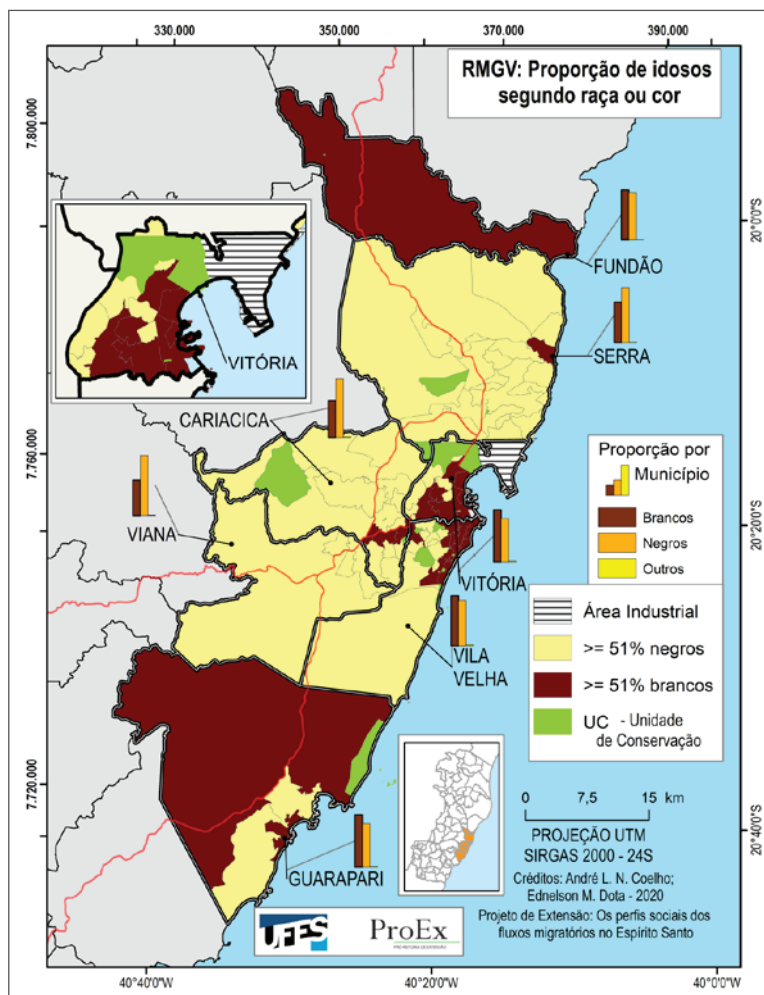 330.000
350.000
370.000
390.000
RMGV: Proporção de idosos
segundo raça ou cor
7.800.000
20°0'0"S
FUNDÃO
SERRA
VITÓRIA
CARIACICA
7.760.000
Proporção por
Município
Brancos
Negros
Outros
20°20'0"S
VIANA
VITÓRIA
Área Industrial
>= 51% negros
>= 51% brancos
UC - Unidade
de Conservação
VILA
VELHA
7.720.000
0 7,5 15 km
PROJEÇÃO UTM
SIRGAS 2000 - 24S
Créditos: André L. N. Coelho;
Ednelson M. Dota - 2020
Projeto de Extensão: Os perfis sociais dos
fluxos migratórios no Espírito Santo
20°40'0"S
GUARAPARI
UFES
ProEx
PRÓ-REITORIA DE EXTENSÃO
40°40'0"W
40°20'0"W
40°0'0"W